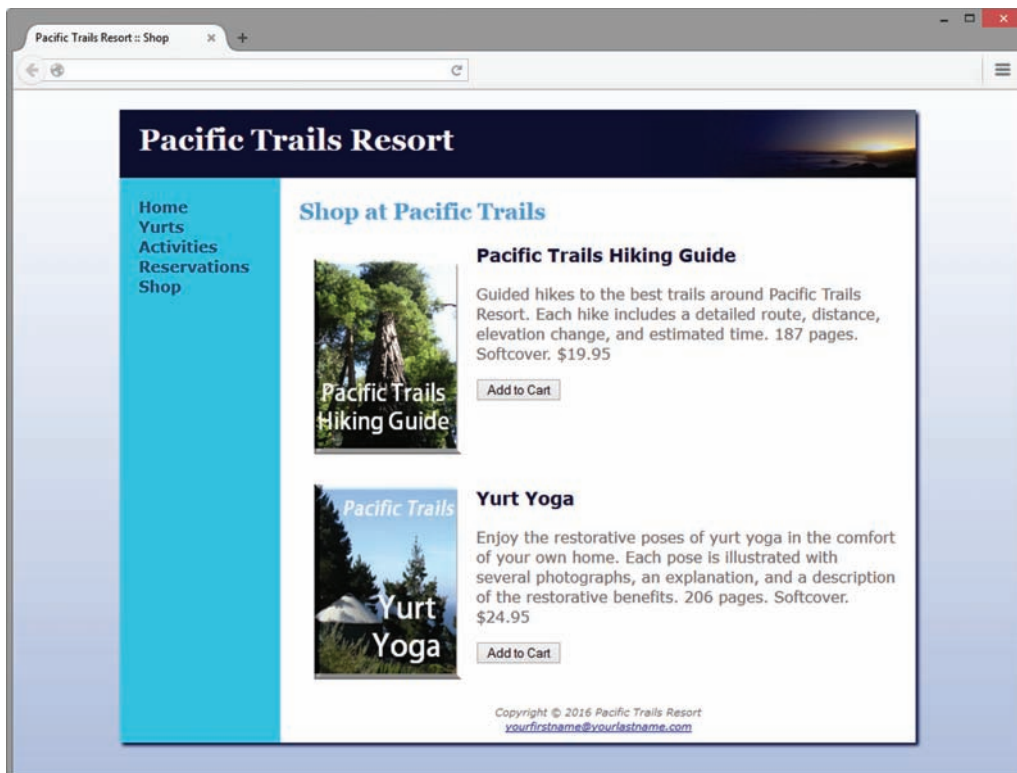 Pacific Trails Resort :: Shop
Pacific Trails Resort
Home
Yurts
Activities
Reservations
Shop
Shop at Pacific Trails
Pacific Trails
Hiking Guide
Pacific Trails Hiking Guide
Guided hikes to the best trails around Pacific Trails
Resort. Each hike includes a detailed route, distance,
elevation change, and estimated time. 187 pages.
Softcover. $19.95
Add to Cart
Pacific Trails
Yurt
Yoga
Yurt Yoga
Enjoy the restorative poses of yurt yoga in the comfort
of your own home. Each pose is illustrated with
several photographs, an explanation, and a description
of the restorative benefits. 206 pages. Softcover.
$24.95
Add to Cart
Copyright © 2016 Pacific Trails Resort
yourfirstname@yourlastname.com